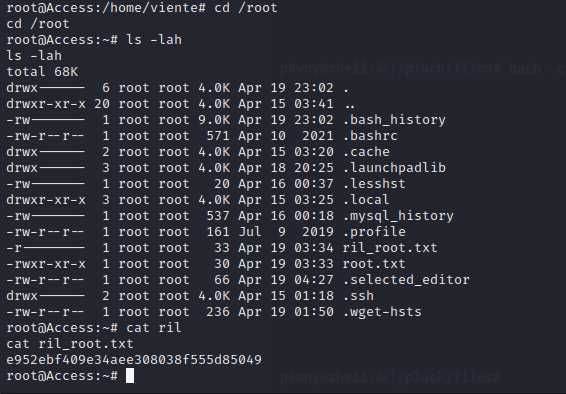 root@Access:/home/viente# cd /root
cd /root
root@Access:~# ls -lah
ls -lah
total 68K
drwx------  6 root root 4.0K Apr 19 23:02 .
drwxr-xr-x 20 root root 4.0K Apr 15 03:41 ..
-rw-------  1 root root 9.0K Apr 19 23:02 .bash_history
-rw-r--r--  1 root root  571 Apr 10  2021 .bashrc
drwx------  2 root root 4.0K Apr 15 03:20 .cache
drwx------  3 root root 4.0K Apr 18 20:25 .launchpadlib
-rw-------  1 root root   20 Apr 16 00:37 .lesshst
drwxr-xr-x  3 root root 4.0K Apr 15 03:25 .local
-rw-------  1 root root  537 Apr 16 00:18 .mysql_history
-rw-r--r--  1 root root  161 Jul  9  2019 .profile
-r--------  1 root root   33 Apr 19 03:34 ril_root.txt
-rwxr-xr-x  1 root root   30 Apr 19 03:33 root.txt
-rw-r--r--  1 root root   66 Apr 19 04:27 .selected_editor
drwx------  2 root root 4.0K Apr 15 01:18 .ssh
-rw-r--r--  1 root root  236 Apr 19 01:50 .wget-hsts
root@Access:~# cat ril
cat ril_root.txt
e952ebf409e34aee308038f555d85049
root@Access:~#